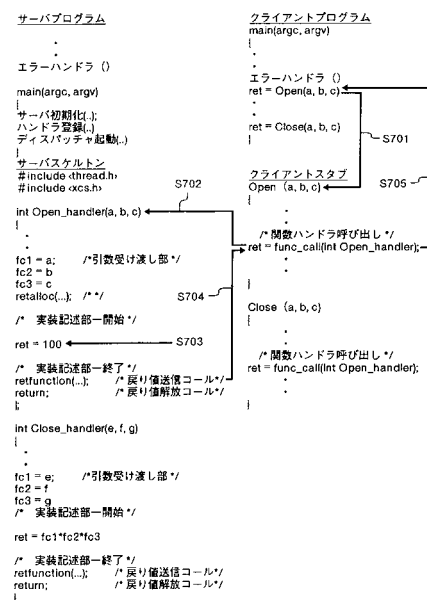 サーバプログラム
・
・
エラーハンドラ ()
main(argc, argv)
{
サーバ初期化(..);
ハンドラ登録(..)
ディスパッチャ起動(..)
}
サーバスケルトン
#include <thread.h>
#include <xcs.h>
int Open_handler(a, b, c)
{
・
・
fc1 = a; /*引数受け渡し部 */
fc2 = b
fc3 = c
retalloc(...); /* */
/* 実装記述部ー開始 */
ret = 100
/* 実装記述部ー終了 */
retfunction(...); /* 戻り値送信コール*/
return; /* 戻り値解放コール*/
};
int Close_handler(e, f, g)
{
・
・
fc1 = e; /*引数受け渡し部 */
fc2 = f
fc3 = g
/* 実装記述部ー開始 */
ret = fc1*fc2*fc3
/* 実装記述部ー終了 */
retfunction(...); /* 戻り値送信コール*/
return; /* 戻り値解放コール*/
}
クライアントプログラム
main(argc, argv)
{
・
・
エラーハンドラ ()
ret = Open(a, b, c)
・
・
ret = Close(a, b, c)
}
S701
クライアントスタブ
Open (a, b, c)
{
・
・
/* 関数ハンドラ呼び出し */
ret = func_call(int Open_handler);
・
}
Close (a, b, c)
{
・
・
/* 関数ハンドラ呼び出し */
ret = func_call(int Open_handler);
・
・
}
S702
S703
S704
S705